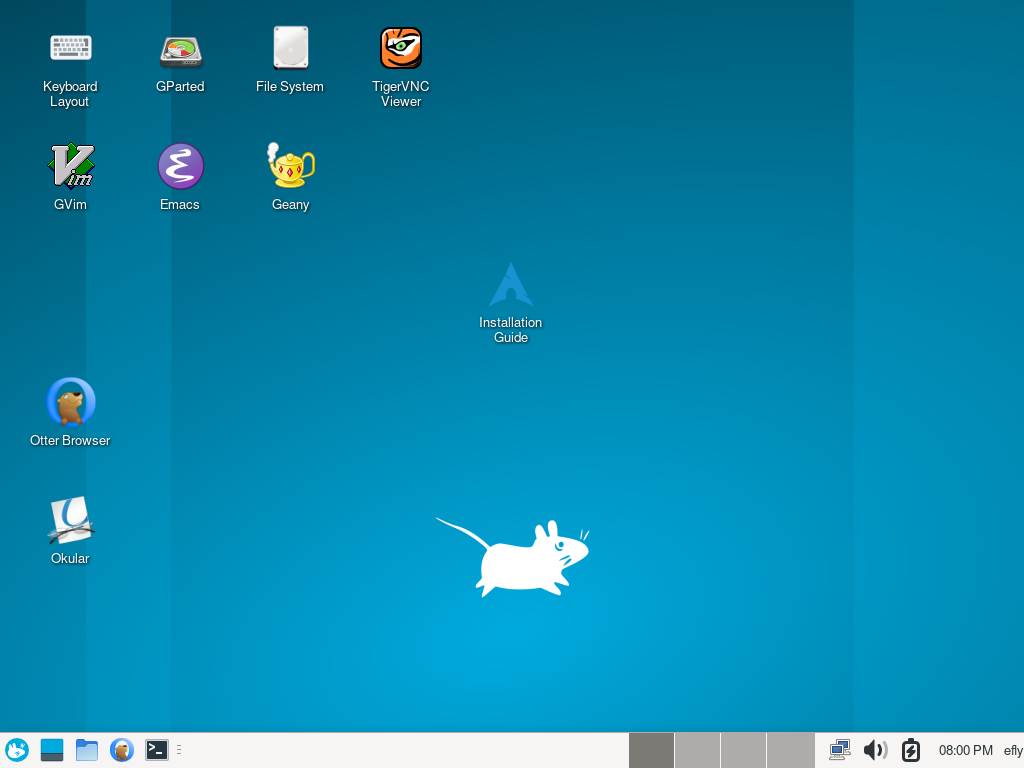 Keyboard
Layout
GParted
File System
TigerVNC
Viewer
GVim
Emacs
Geany
Installation
Guide
Otter Browser
Okular
08:00 PM
efly